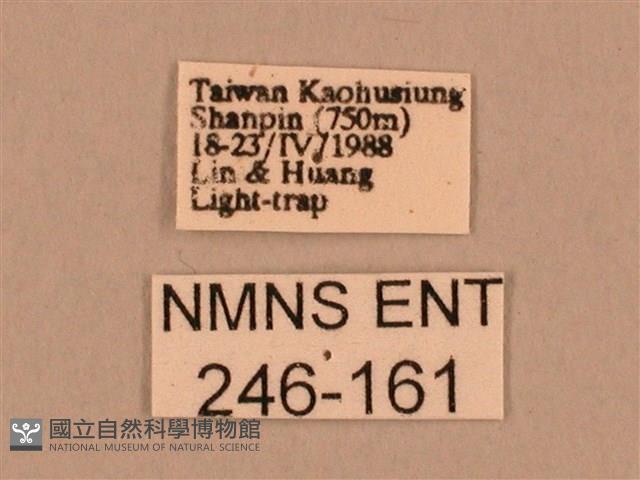 Taiwan Kaohusiung
Shanpin (750m)
18-23/IV/1988
Lin & Huang
Light-trap
NMNS ENT
246-161
國立自然科學博物館
NATIONAL MUSEUM OF NATURAL SCIENCE